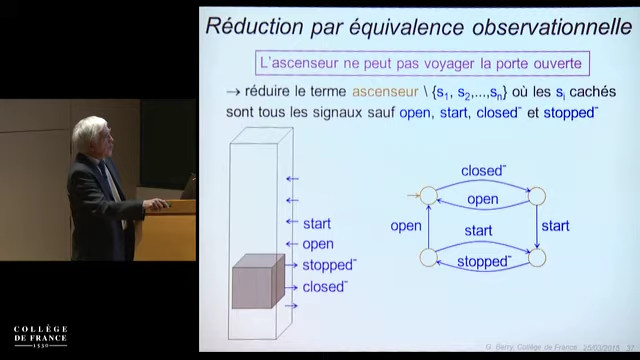 Réduction par équivalence observationnelle
L'ascenseur ne peut pas voyager la porte ouverte
→ réduire le terme ascenseur \ {s₁, s₂,...,sₙ} où les sᵢ cachés
sont tous les signaux sauf open, start, closed⁻ et stopped⁻
start
open
stopped⁻
closed⁻
closed⁻
open
open
start
start
stopped⁻
COLLÈGE
DE FRANCE
1530
G. Berry, Collège de France 25/03/2015 37